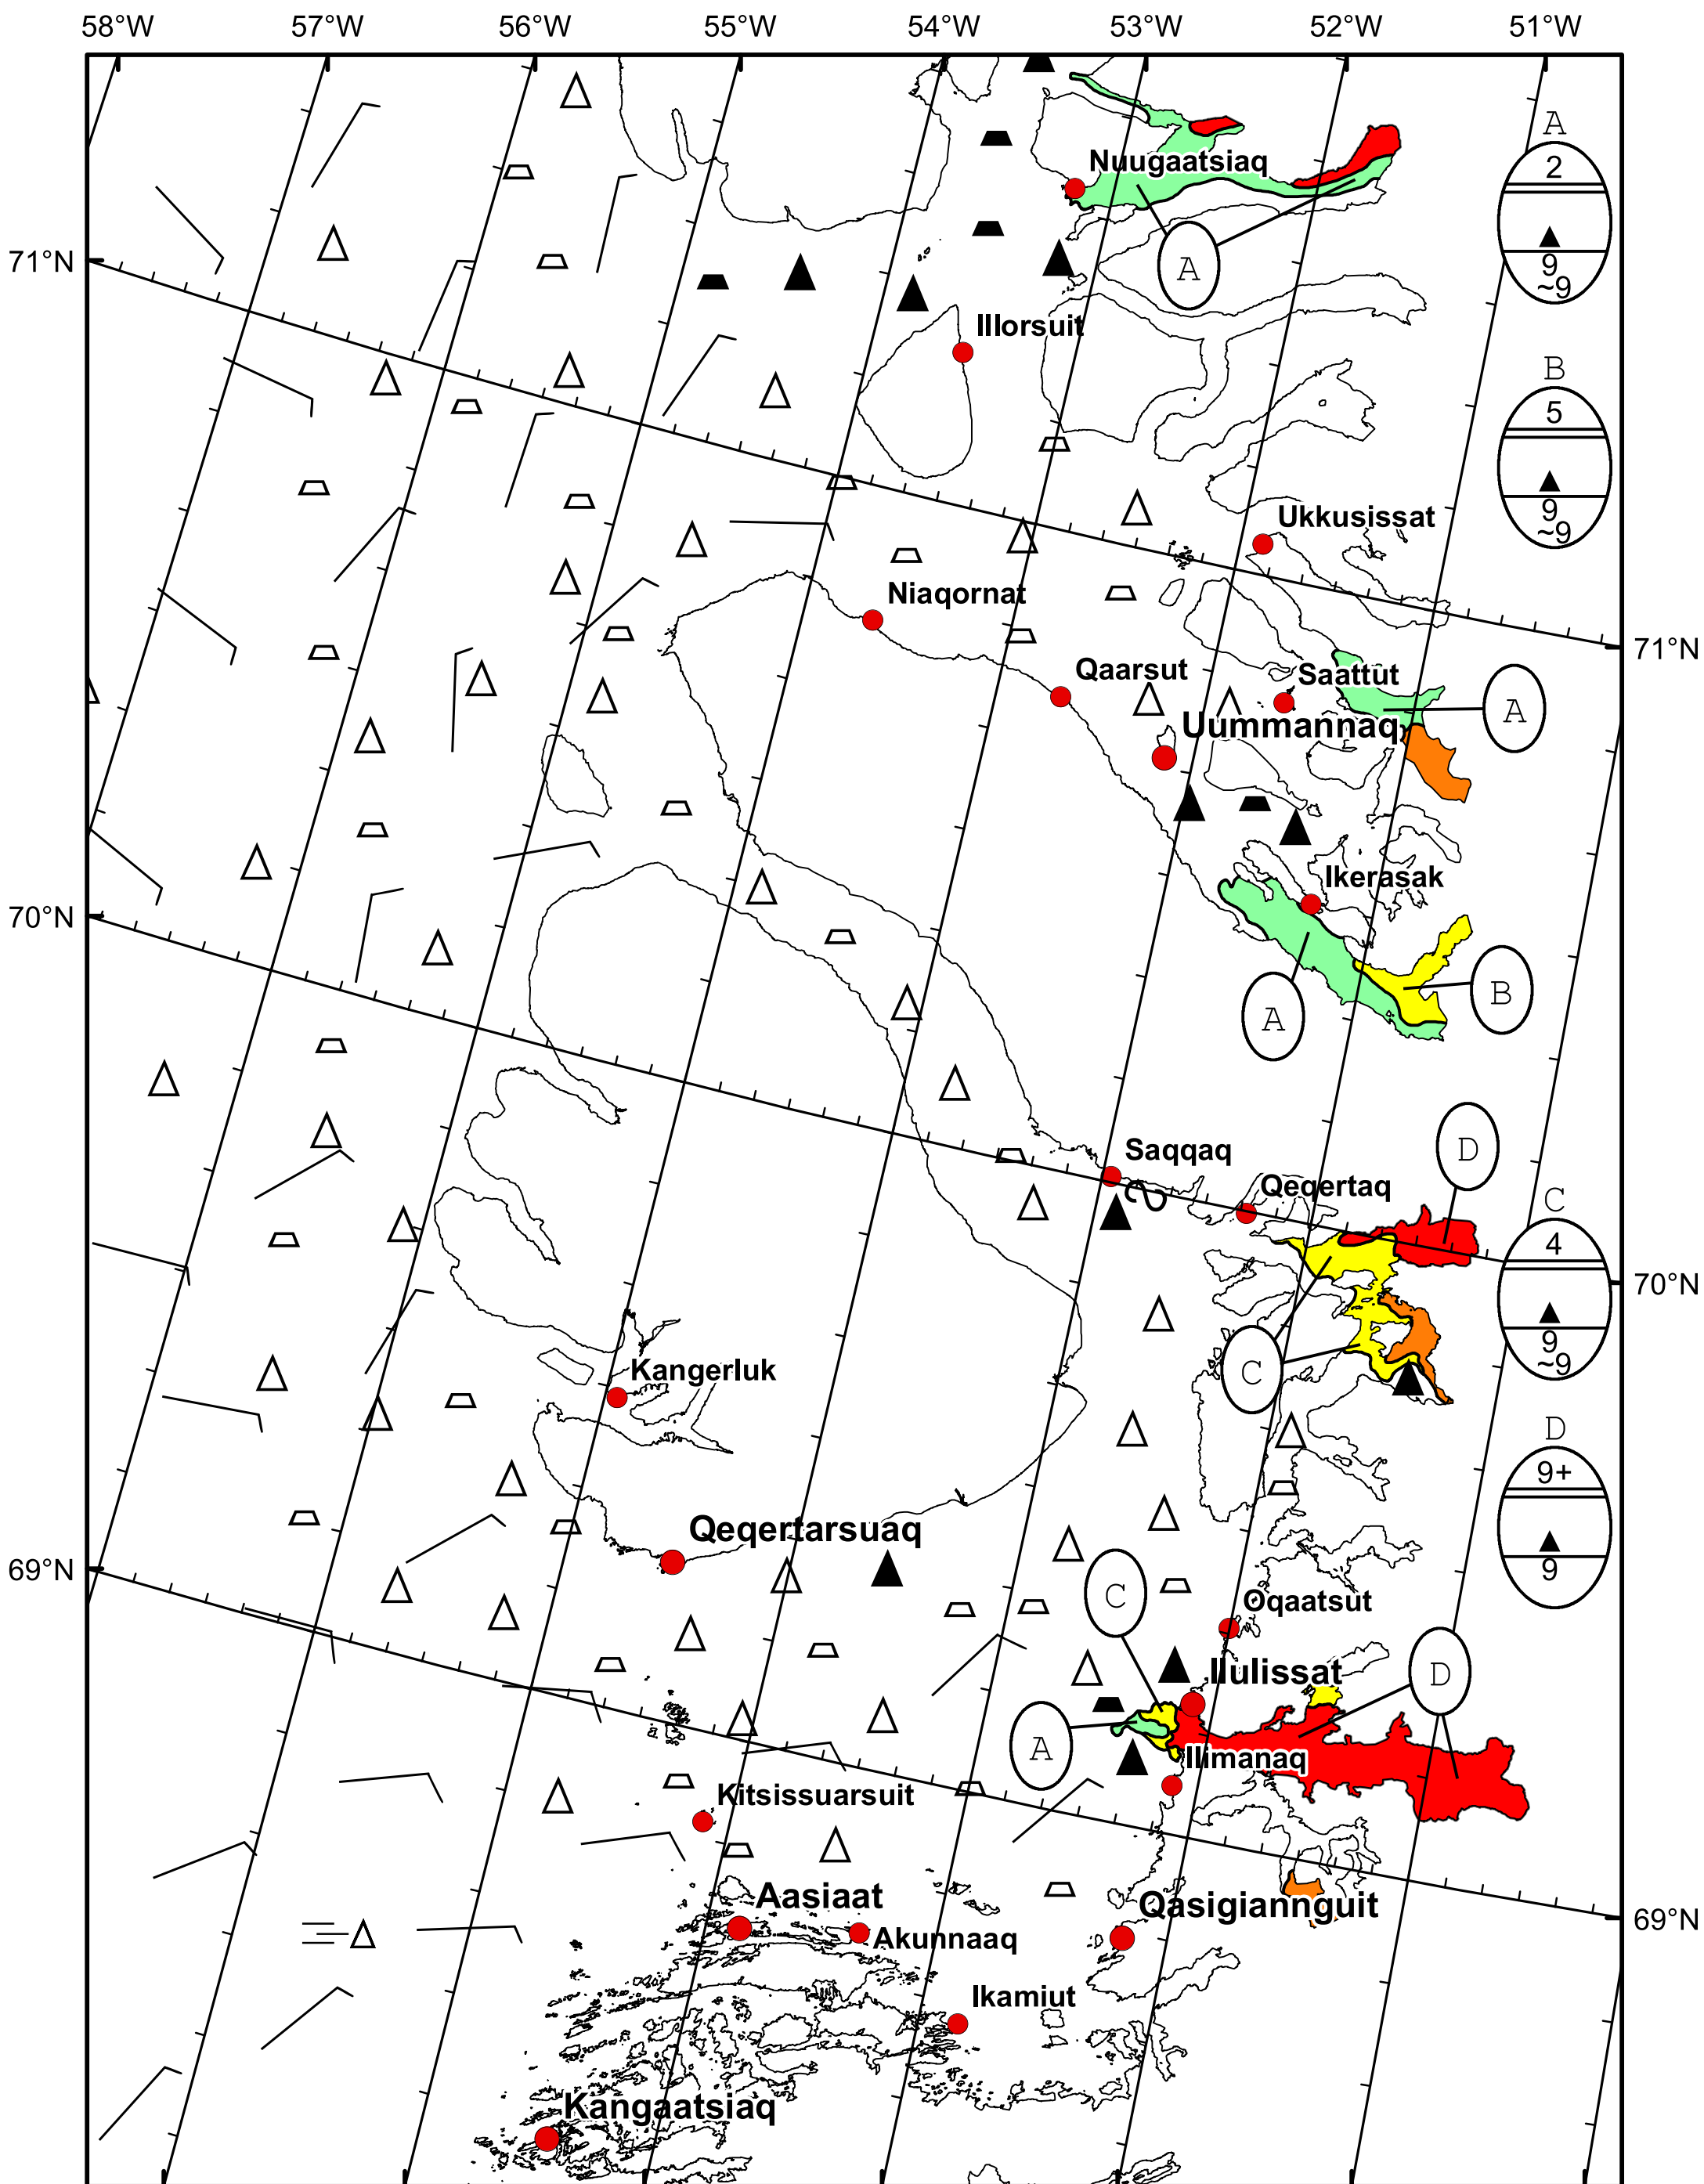 58°W 57°W 56°W 55°W 54°W 53°W 52°W 51°W
A
2
9
~9
Nuugaatsiaq
A
71°N
Illorsuit
B
5
9
~9
Ukkusissat
Niaqornat
71°N
Qaarsut
Saattut
A
Uummannaq
Ikerasak
70°N
B
A
Saqqaq
D
Qeqertaq
C
4
9
~9
70°N
Kangerluk
C
D
9+
9
Qeqertarsuaq
69°N
C
Oqaatsut
Ilulissat
D
A
Ilimanaq
Kitsissuarsuit
Aasiaat
Qasigiannguit
69°N
Akunnaaq
Ikamiut
Kangaatsiaq